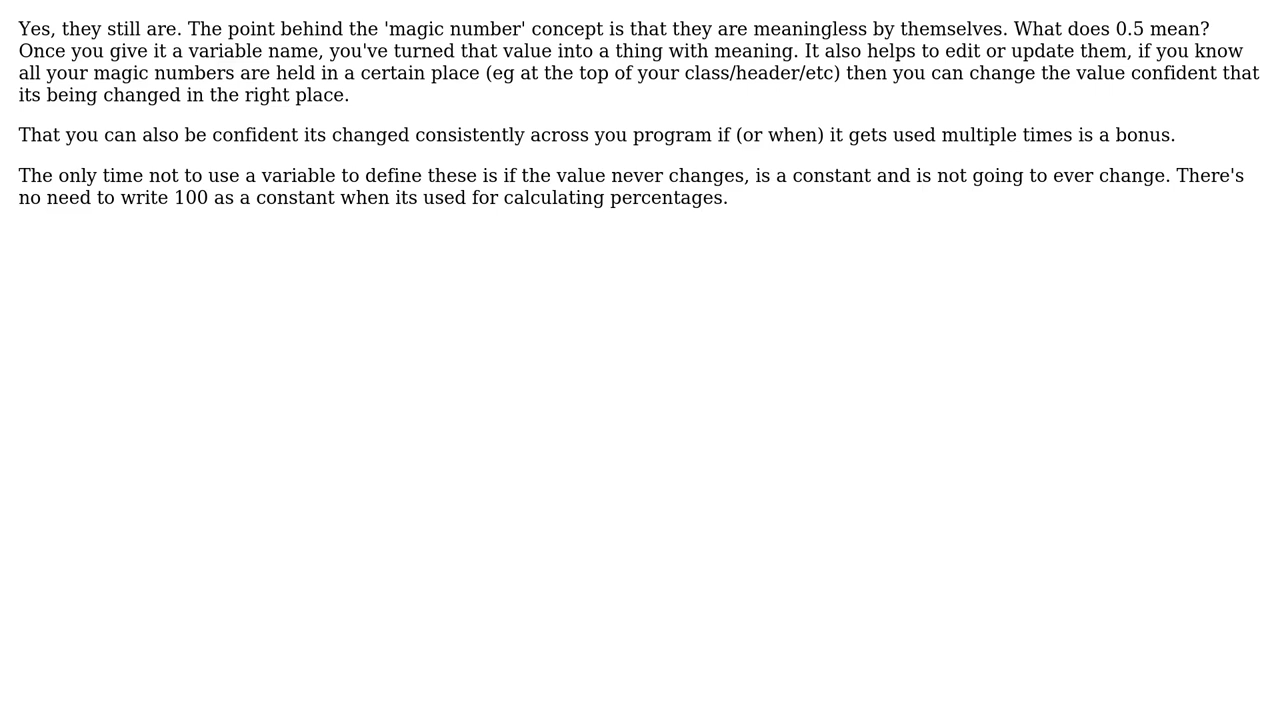 Yes, they still are. The point behind the 'magic number' concept is that they are meaningless by themselves. What does 0.5 mean?
Once you give it a variable name, you've turned that value into a thing with meaning. It also helps to edit or update them, if you know
all your magic numbers are held in a certain place (eg at the top of your class/header/etc) then you can change the value confident that
its being changed in the right place.
That you can also be confident its changed consistently across you program if (or when) it gets used multiple times is a bonus.
The only time not to use a variable to define these is if the value never changes, is a constant and is not going to ever change. There's
no need to write 100 as a constant when its used for calculating percentages.